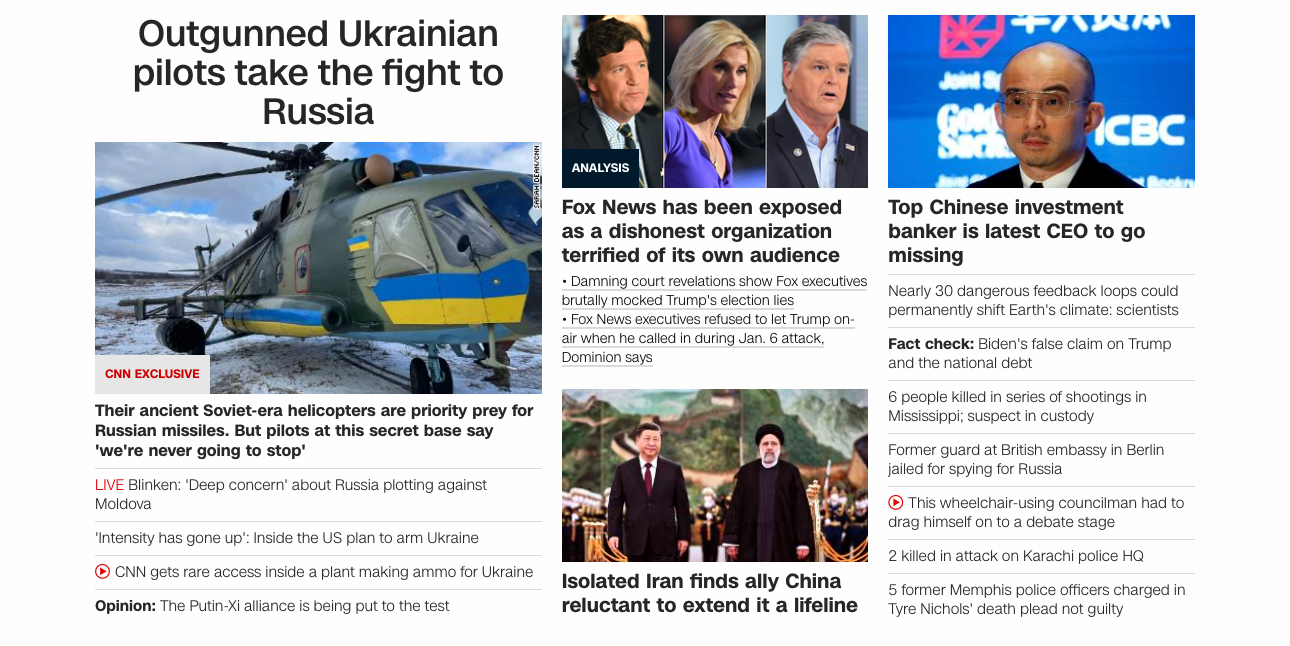 Outgunned Ukrainian
pilots take the fight to
Russia
SARAH DEAN/CNN
CNN EXCLUSIVE
Their ancient Soviet-era helicopters are priority prey for
Russian missiles. But pilots at this secret base say
'we're never going to stop'
LIVE Blinken: 'Deep concern' about Russia plotting against
Moldova
'Intensity has gone up': Inside the US plan to arm Ukraine
CNN gets rare access inside a plant making ammo for Ukraine
Opinion: The Putin-Xi alliance is being put to the test
ANALYSIS
Fox News has been exposed
as a dishonest organization
terrified of its own audience
• Damning court revelations show Fox executives
brutally mocked Trump's election lies
• Fox News executives refused to let Trump on-
air when he called in during Jan. 6 attack,
Dominion says
Isolated Iran finds ally China
reluctant to extend it a lifeline
Joint
ICBC
Top Chinese investment
banker is latest CEO to go
missing
Nearly 30 dangerous feedback loops could
permanently shift Earth's climate: scientists
Fact check: Biden's false claim on Trump
and the national debt
6 people killed in series of shootings in
Mississippi; suspect in custody
Former guard at British embassy in Berlin
jailed for spying for Russia
This wheelchair-using councilman had to
drag himself on to a debate stage
2 killed in attack on Karachi police HQ
5 former Memphis police officers charged in
Tyre Nichols' death plead not guilty